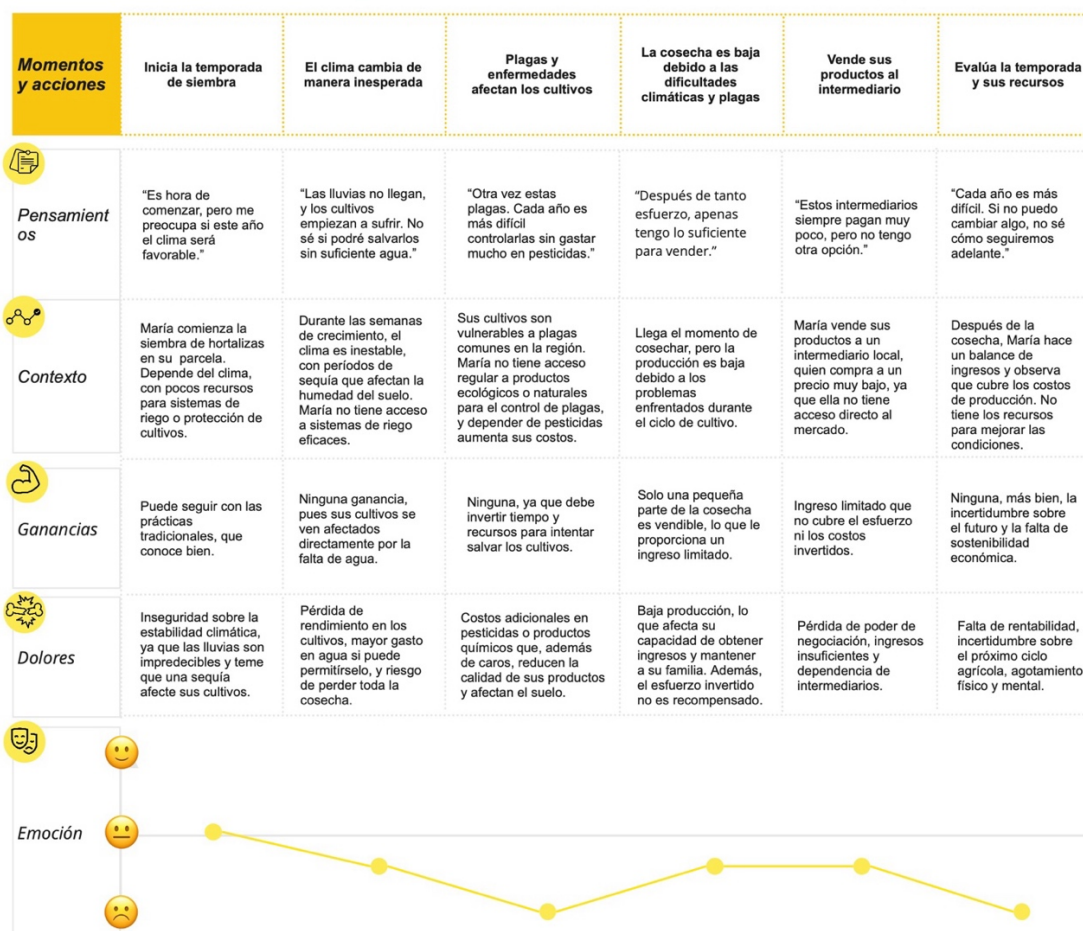 Momentos
y acciones
Inicia la temporada
de siembra
El clima cambia de
manera inesperada
Plagas y
enfermedades
afectan los cultivos
La cosecha es baja
debido a las
dificultades
climáticas y plagas
Vende sus
productos al
intermediario
Evalúa la temporada
y sus recursos
Pensamient
os
“Es hora de
comenzar, pero me
preocupa si este año
el clima será
favorable.”
“Las lluvias no llegan,
y los cultivos
empiezan a sufrir. No
sé si podré salvarlos
sin suficiente agua.”
“Otra vez estas
plagas. Cada año es
más difícil
controlarlas sin gastar
mucho en pesticidas.”
“Después de tanto
esfuerzo, apenas
tengo lo suficiente
para vender.”
“Estos intermediarios
siempre pagan muy
poco, pero no tengo
otra opción.”
“Cada año es más
difícil. Si no puedo
cambiar algo, no sé
cómo seguiremos
adelante.”
Contexto
María comienza la
siembra de hortalizas
en su parcela.
Depende del clima,
con pocos recursos
para sistemas de
riego o protección de
cultivos.
Durante las semanas
de crecimiento, el
clima es inestable,
con períodos de
sequía que afectan la
humedad del suelo.
María no tiene acceso
a sistemas de riego
eficaces.
Sus cultivos son
vulnerables a plagas
comunes en la región.
María no tiene acceso
regular a productos
ecológicos o naturales
para el control de plagas,
y depender de pesticidas
aumenta sus costos.
Llega el momento de
cosechar, pero la
producción es baja
debido a los
problemas
enfrentados durante
el ciclo de cultivo.
María vende sus
productos a un
intermediario local,
quien compra a un
precio muy bajo, ya
que ella no tiene
acceso directo al
mercado.
Después de la
cosecha, María hace
un balance de
ingresos y observa
que cubre los costos
de producción. No
tiene los recursos
para mejorar las
condiciones.
Ganancias
Puede seguir con las
prácticas
tradicionales, que
conoce bien.
Ninguna ganancia,
pues sus cultivos se
ven afectados
directamente por la
falta de agua.
Ninguna, ya que debe
invertir tiempo y
recursos para intentar
salvar los cultivos.
Solo una pequeña
parte de la cosecha
es vendible, lo que le
proporciona un
ingreso limitado.
Ingreso limitado que
no cubre el esfuerzo
ni los costos
invertidos.
Ninguna, más bien, la
incertidumbre sobre
el futuro y la falta de
sostenibilidad
económica.
Dolores
Inseguridad sobre la
estabilidad climática,
ya que las lluvias son
impredecibles y teme
que una sequía
afecte sus cultivos.
Pérdida de
rendimiento en los
cultivos, mayor gasto
en agua si puede
permitírselo, y riesgo
de perder toda la
cosecha.
Costos adicionales en
pesticidas o productos
químicos que, además
de caros, reducen la
calidad de sus productos
y afectan el suelo.
Baja producción, lo
que afecta su
capacidad de obtener
ingresos y mantener
a su familia. Además,
el esfuerzo invertido
no es recompensado.
Pérdida de poder de
negociación, ingresos
insuficientes y
dependencia de
intermediarios.
Falta de rentabilidad,
incertidumbre sobre
el próximo ciclo
agrícola, agotamiento
físico y mental.
Emoción